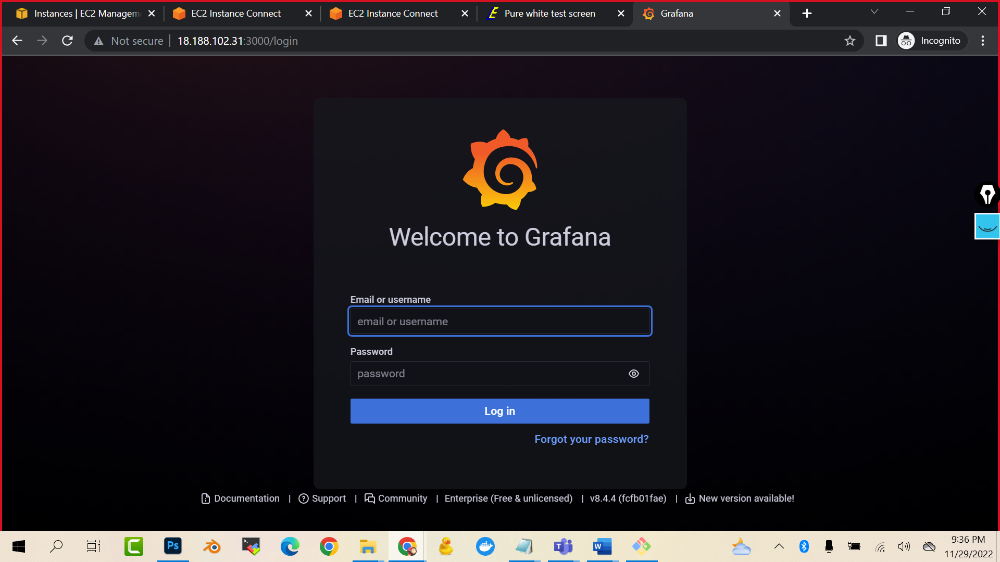 Instances | EC2 Managem
EC2 Instance Connect
EC2 Instance Connect
Pure white test screen
Grafana
Not secure
18.188.102.31:3000/login
Incognito
Welcome to Grafana
Email or username
email or username
Password
password
Log in
Forgot your password?
Documentation | Support | Community | Enterprise (Free & unlicensed) | v8.4.4 (fcfb01fae) | New version available!
Ps
9:36 PM
11/29/2022